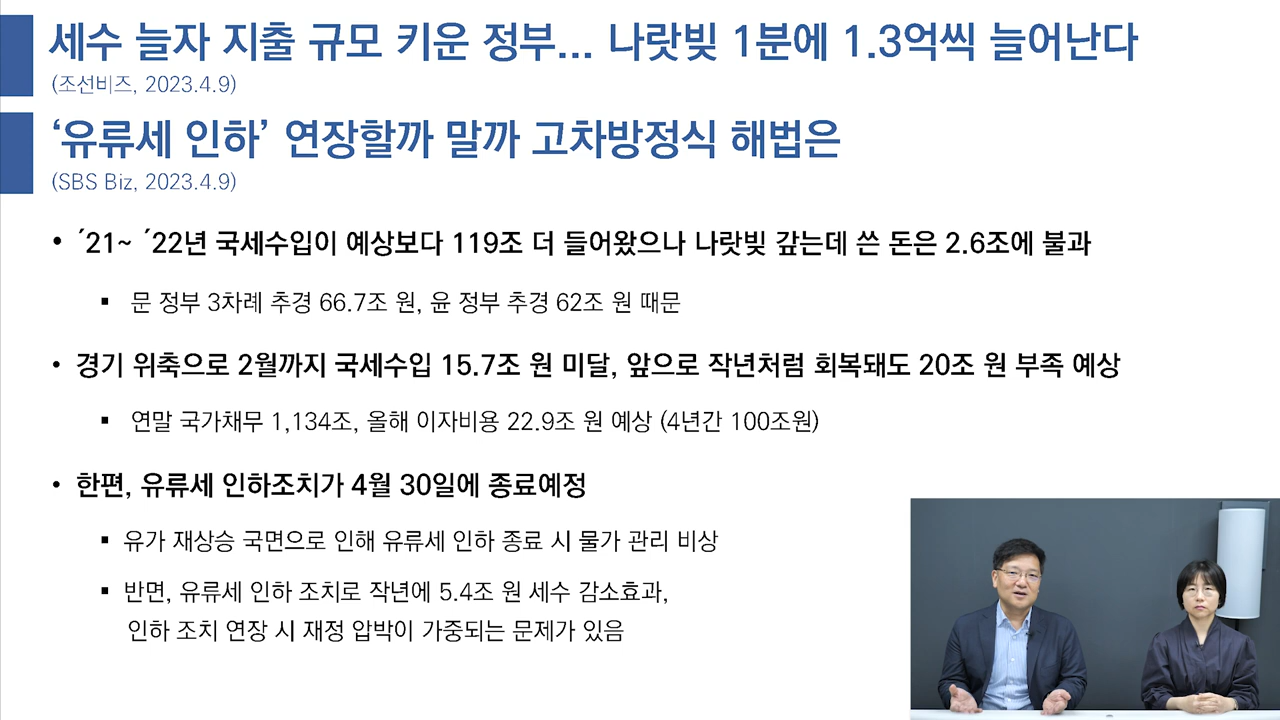 세수 늘자 지출 규모 키운 정부... 나랏빚 1분에 1.3억씩 늘어난다
(조선비즈, 2023.4.9)
‘유류세 인하’ 연장할까 말까 고차방정식 해법은
(SBS Biz, 2023.4.9)
• ´21~ ´22년 국세수입이 예상보다 119조 더 들어왔으나 나랏빚 갚는데 쓴 돈은 2.6조에 불과
▪ 문 정부 3차례 추경 66.7조 원, 윤 정부 추경 62조 원 때문
• 경기 위축으로 2월까지 국세수입 15.7조 원 미달, 앞으로 작년처럼 회복돼도 20조 원 부족 예상
▪ 연말 국가채무 1,134조, 올해 이자비용 22.9조 원 예상 (4년간 100조원)
• 한편, 유류세 인하조치가 4월 30일에 종료예정
▪ 유가 재상승 국면으로 인해 유류세 인하 종료 시 물가 관리 비상
▪ 반면, 유류세 인하 조치로 작년에 5.4조 원 세수 감소효과,
인하 조치 연장 시 재정 압박이 가중되는 문제가 있음